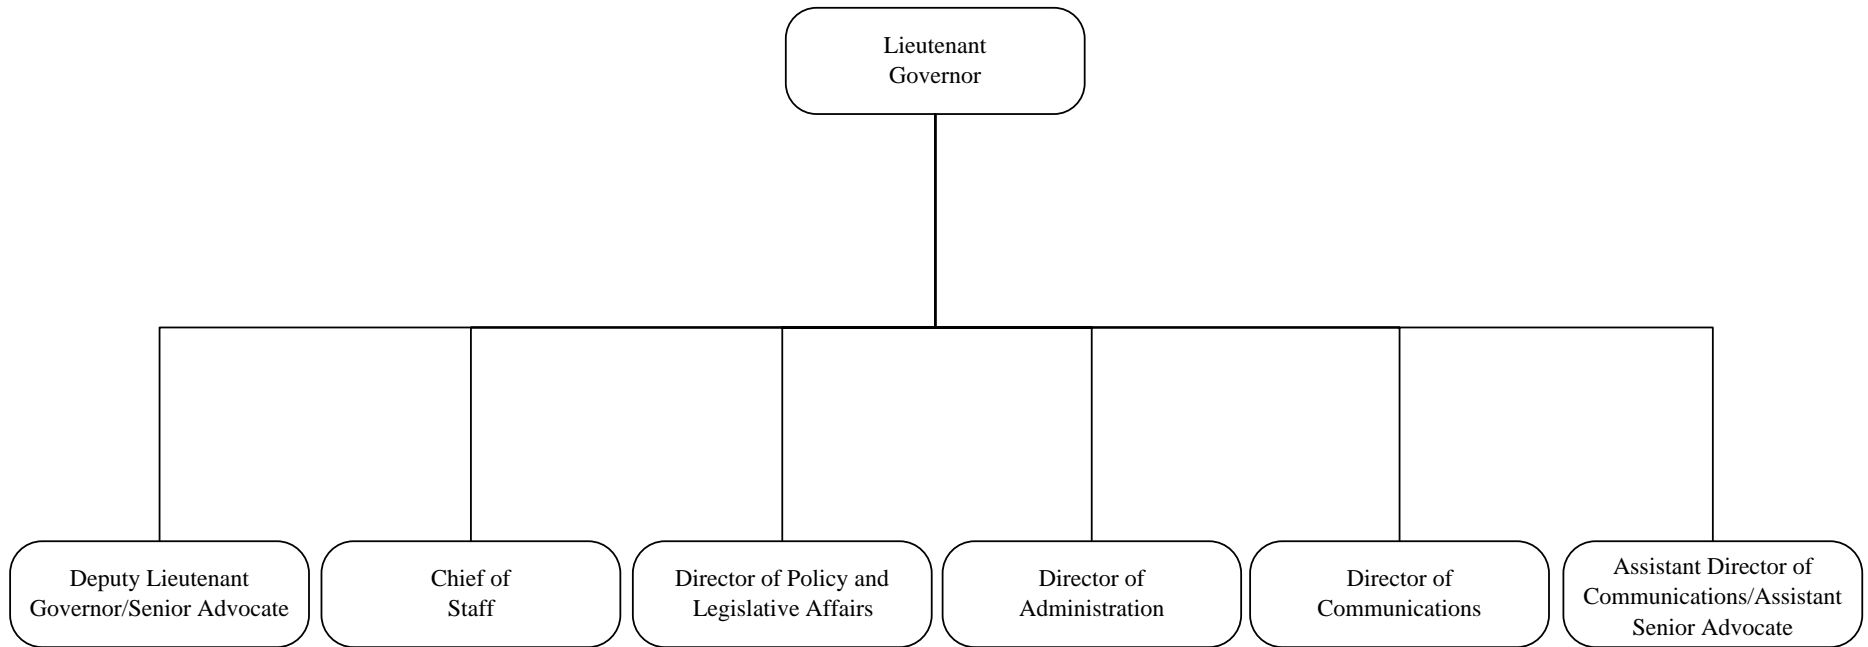 Lieutenant
Governor
Deputy Lieutenant
Governor/Senior Advocate
Chief of
Staff
Director of Policy and
Legislative Affairs
Director of
Administration
Director of
Communications
Assistant Director of
Communications/Assistant
Senior Advocate